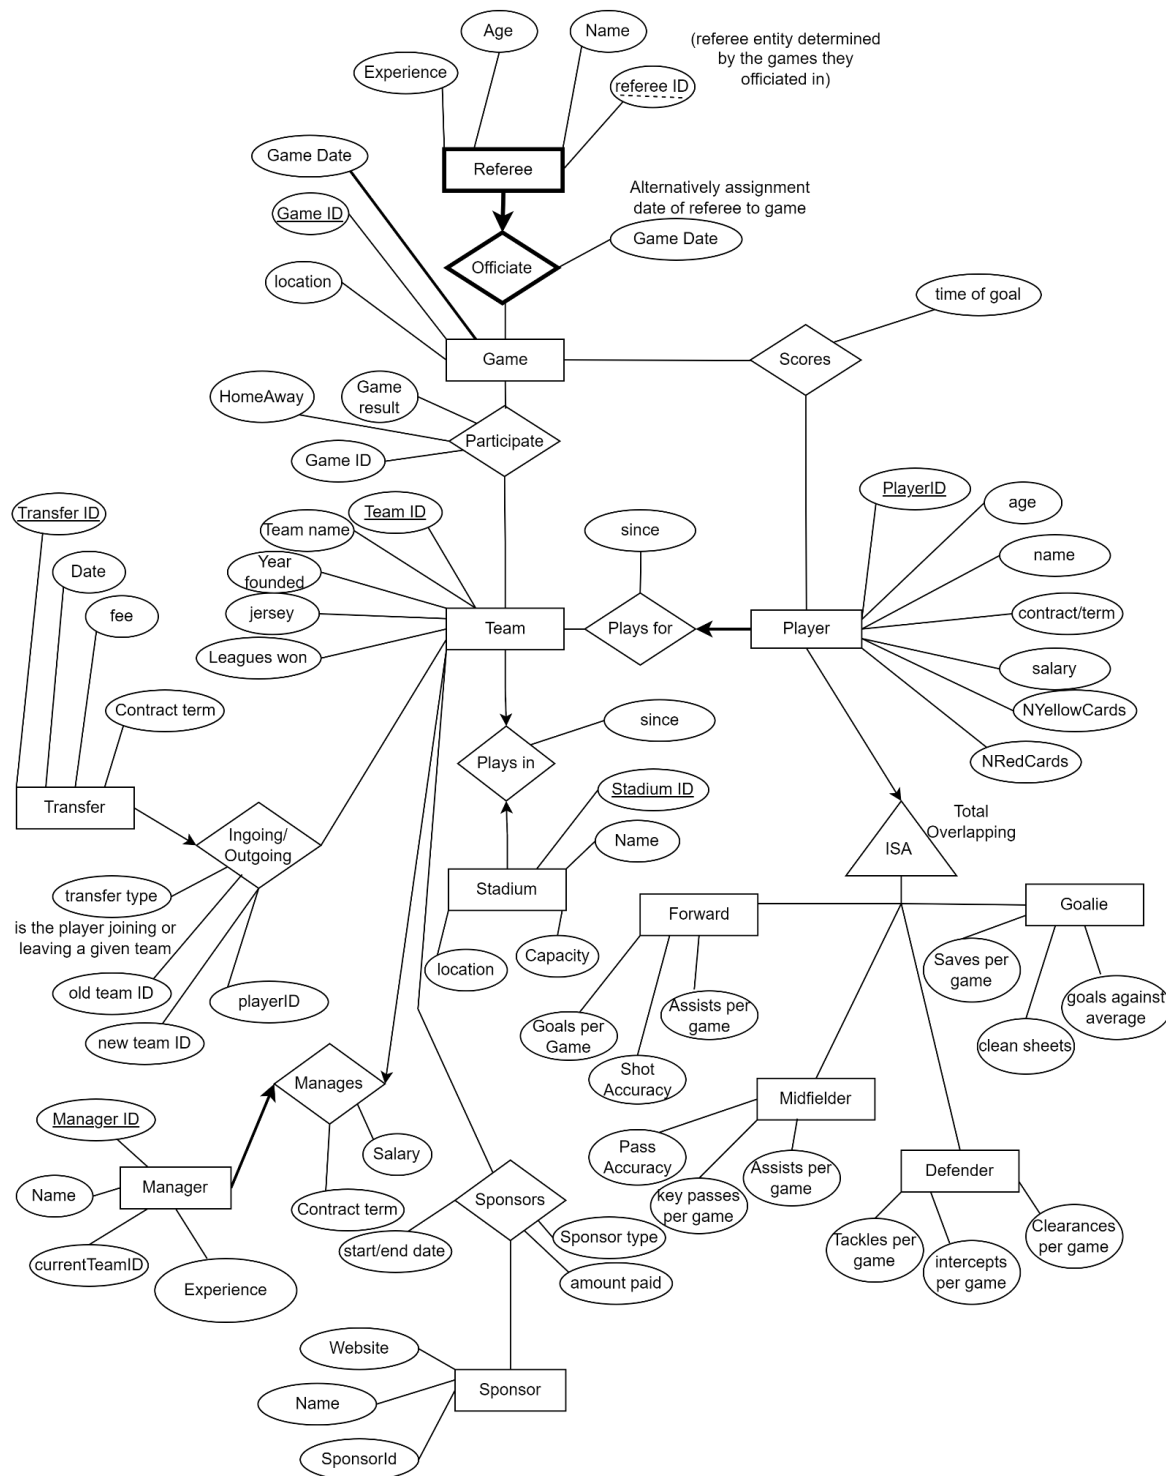 Age
Name
(referee entity determined
by the games they
officiated in)
Experience
referee ID
Game Date
Referee
Alternatively assignment
date of referee to game
Game ID
Game Date
Officiate
location
time of goal
Game
Scores
HomeAway
Game
result
Participate
Game ID
PlayerID
age
Transfer ID
Team ID
Team name
since
name
Date
Year
founded
fee
jersey
contract/term
Team
Plays for
Player
Leagues won
salary
Contract term
since
NYellowCards
Plays in
NRedCards
Transfer
Stadium ID
Total
Overlapping
Ingoing/
Outgoing
Name
ISA
transfer type
Stadium
is the player joining or
leaving a given team
Forward
Goalie
location
Capacity
Saves per
game
old team ID
playerID
Assists per
game
goals against
average
Goals per
Game
new team ID
clean sheets
Manages
Shot
Accuracy
Midfielder
Manager ID
Salary
Pass
Accuracy
Assists per
game
Defender
Name
Manager
Contract term
Sponsors
key passes
per game
Sponsor type
Tackles per
game
Clearances
per game
start/end date
intercepts
per game
currentTeamID
Experience
amount paid
Website
Name
Sponsor
SponsorId